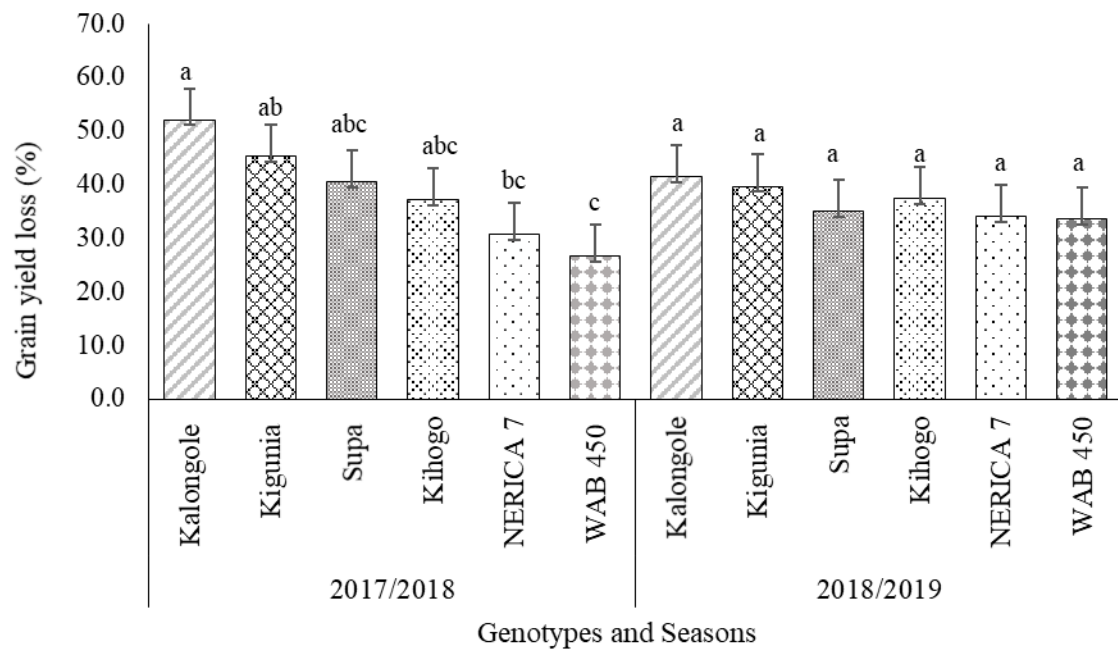 Grain yield loss (%)
70.0
60.0
50.0
40.0
30.0
20.0
10.0
0.0
a
ab
abc
abc
bc
c
a
a
a
a
a
a
Kalongole
Kigunia
Supa
Kihogo
NERICA 7
WAB 450
Kalongole
Kigunia
Supa
Kihogo
NERICA 7
WAB 450
2017/2018
2018/2019
Genotypes and Seasons